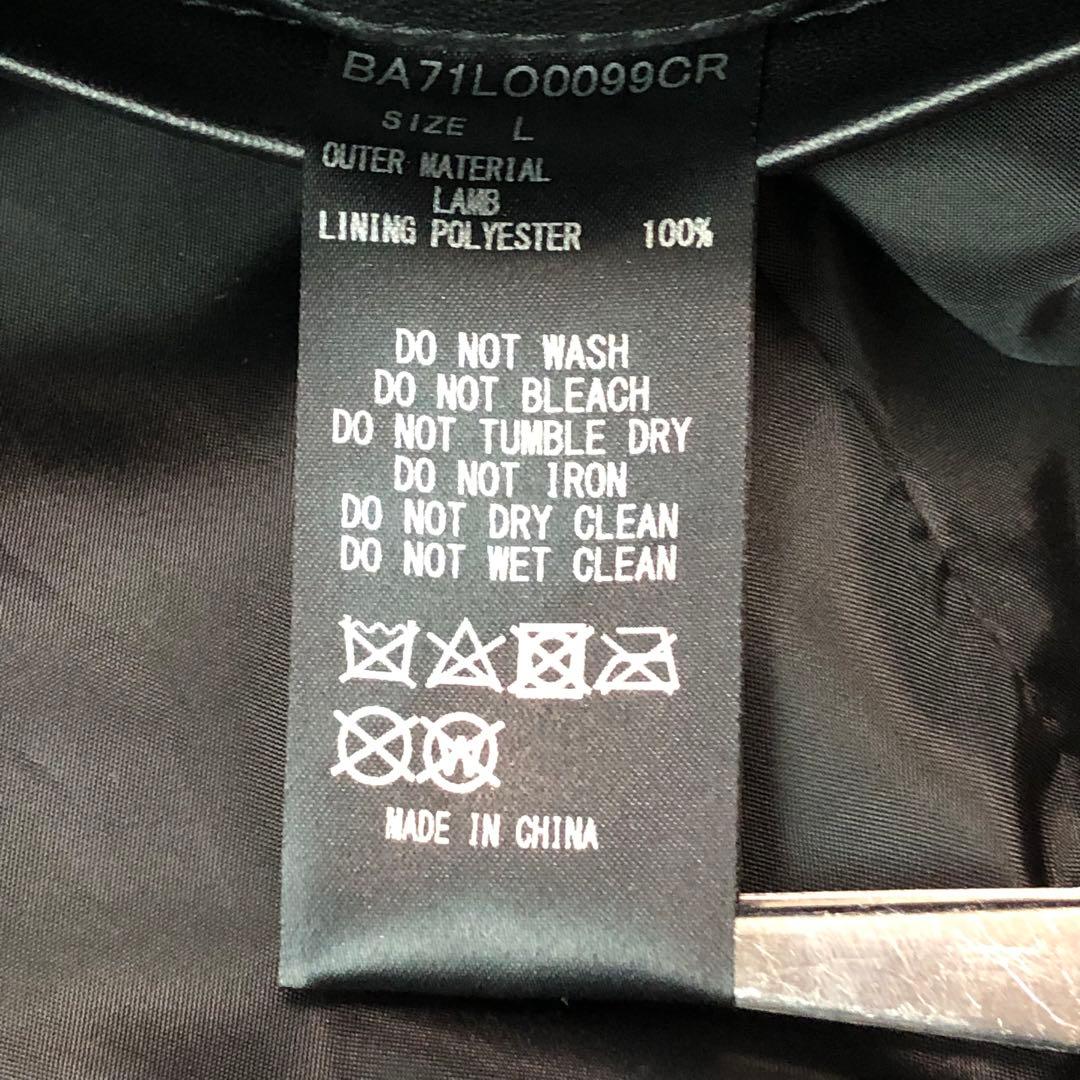 BA71LO0099CR
SIZE L
OUTER MATERIAL
LAMB
LINING POLYESTER 100%
DO NOT WASH
DO NOT BLEACH
DO NOT TUMBLE DRY
DO NOT IRON
DO NOT DRY CLEAN
DO NOT WET CLEAN
W
MADE IN CHINA